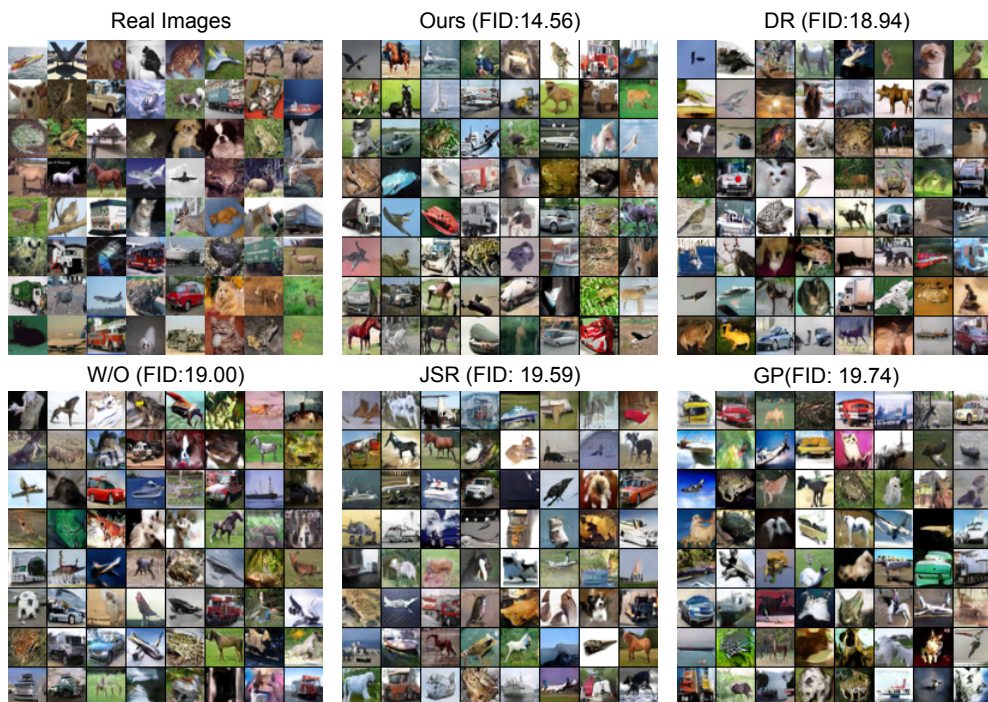 Real Images
Ours (FID:14.56)
DR (FID:18.94)
W/O (FID:19.00)
JSR (FID: 19.59)
GP(FID: 19.74)